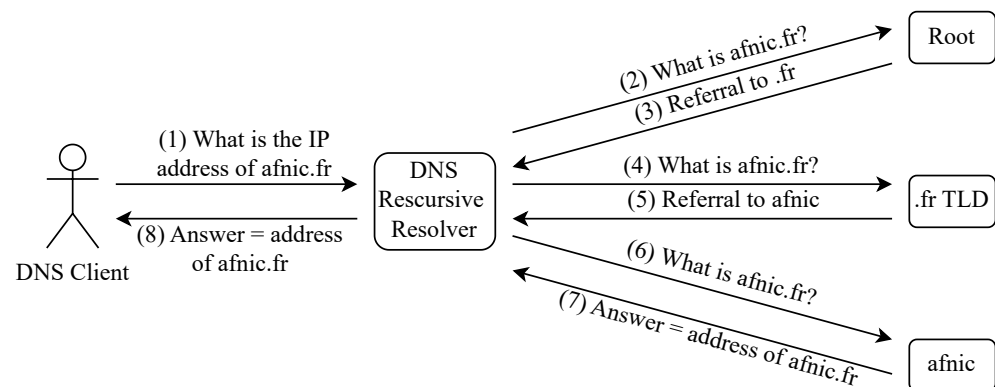 Root
(2) What is afnic.fr?
(3) Referral to .fr
(1) What is the IP
address of afnic.fr
DNS
Rescursive
Resolver
(4) What is afnic.fr?
(5) Referral to afnic
.fr TLD
(8) Answer = address
of afnic.fr
DNS Client
(6) What is afnic.fr?
(7) Answer = address of afnic.fr
afnic